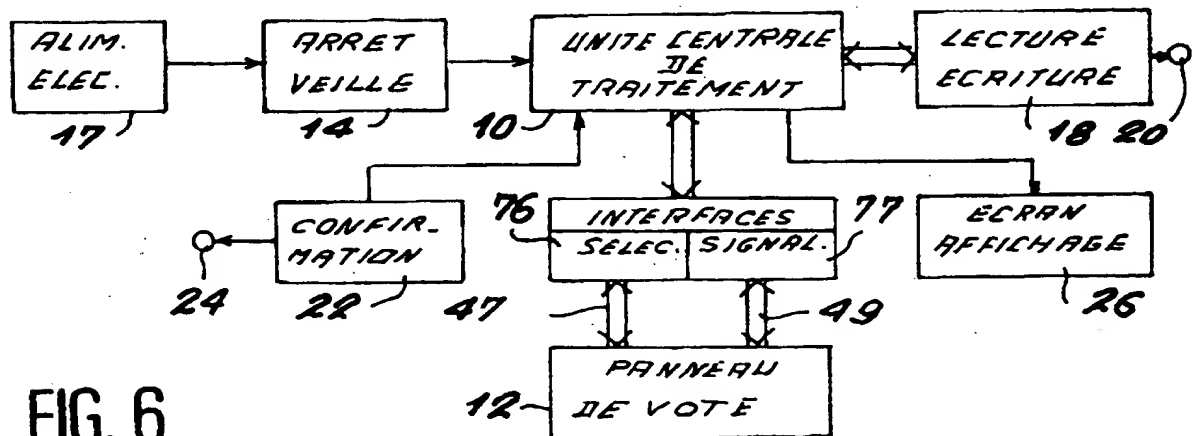 ALIM.
ELEC.
17
ARRET
VEILLE
14
UNITE CENTRALE
DE
TRAITEMENT
10
LECTURE
ECRITURE
18
20
CONFIR-
MATION
22
24
INTERFACES
SELEC.
SIGNAL.
76
77
ECRAN
AFFICHAGE
26
47
49
PANNEAU
DE VOTE
12
FIG. 6